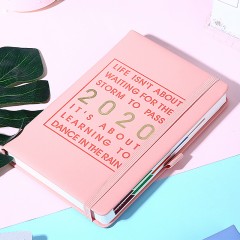 LIFE ISN'T ABOUT
WAITING FOR THE
STORM TO PASS
2020
IT'S ABOUT
LEARNING TO
DANCE IN THE RAIN